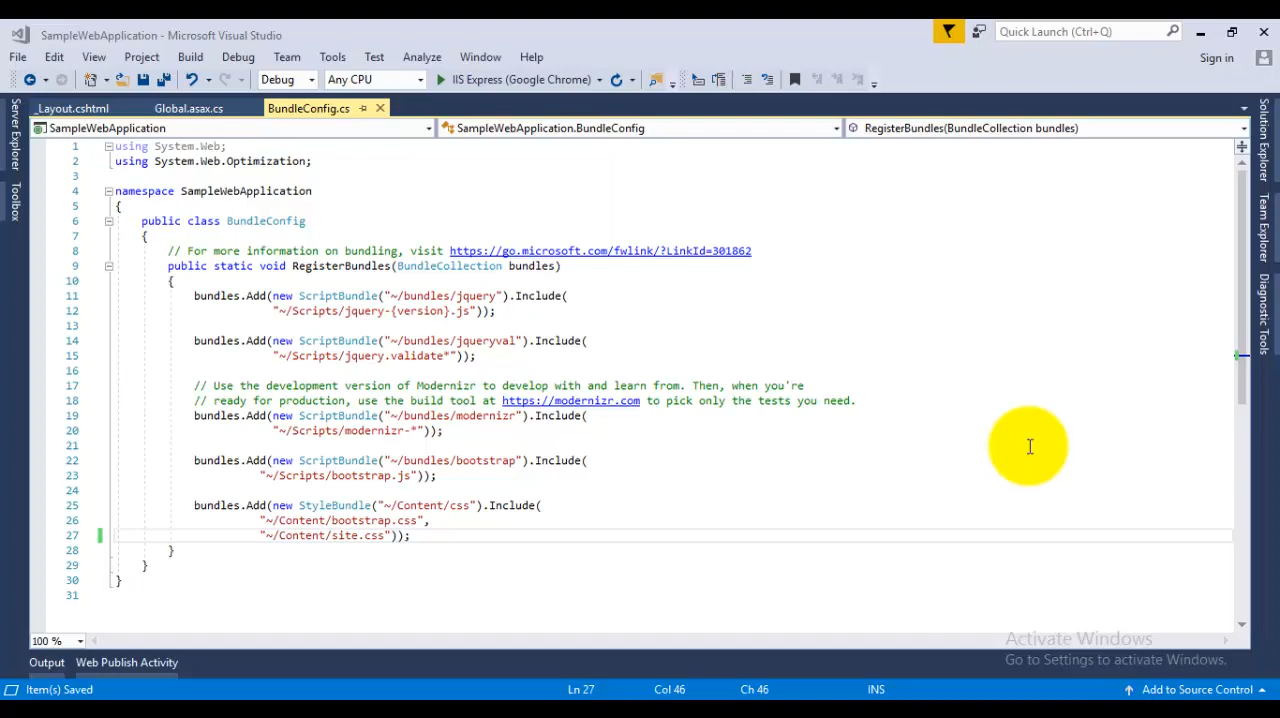 SampleWebApplication - Microsoft Visual Studio
Quick Launch (Ctrl+Q)
File Edit View Project Build Debug Team Tools Test Analyze Window Help
Sign in
Debug Any CPU IIS Express (Google Chrome)
_Layout.cshtml Global.asax.cs BundleConfig.cs
SampleWebApplication SampleWebApplication.BundleConfig RegisterBundles(BundleCollection bundles)
Server Explorer
Toolbox
Solution Explorer
Team Explorer
Diagnostic Tools
1 using System.Web;
2 using System.Web.Optimization;
3
4 namespace SampleWebApplication
5 {
6 public class BundleConfig
7 {
8 // For more information on bundling, visit https://go.microsoft.com/fwlink/?LinkId=301862
9 public static void RegisterBundles(BundleCollection bundles)
10 {
11 bundles.Add(new ScriptBundle("~/bundles/jquery").Include(
12 "~/Scripts/jquery-{version}.js"));
13
14 bundles.Add(new ScriptBundle("~/bundles/jqueryval").Include(
15 "~/Scripts/jquery.validate*"));
16
17 // Use the development version of Modernizr to develop with and learn from. Then, when you're
18 // ready for production, use the build tool at https://modernizr.com to pick only the tests you need.
19 bundles.Add(new ScriptBundle("~/bundles/modernizr").Include(
20 "~/Scripts/modernizr-*"));
21
22 bundles.Add(new ScriptBundle("~/bundles/bootstrap").Include(
23 "~/Scripts/bootstrap.js"));
24
25 bundles.Add(new StyleBundle("~/Content/css").Include(
26 "~/Content/bootstrap.css",
27 "~/Content/site.css"));
28 }
29 }
30 }
31
100 %
Activate Windows
Go to Settings to activate Windows.
Output Web Publish Activity
Item(s) Saved Ln 27 Col 46 Ch 46 INS Add to Source Control